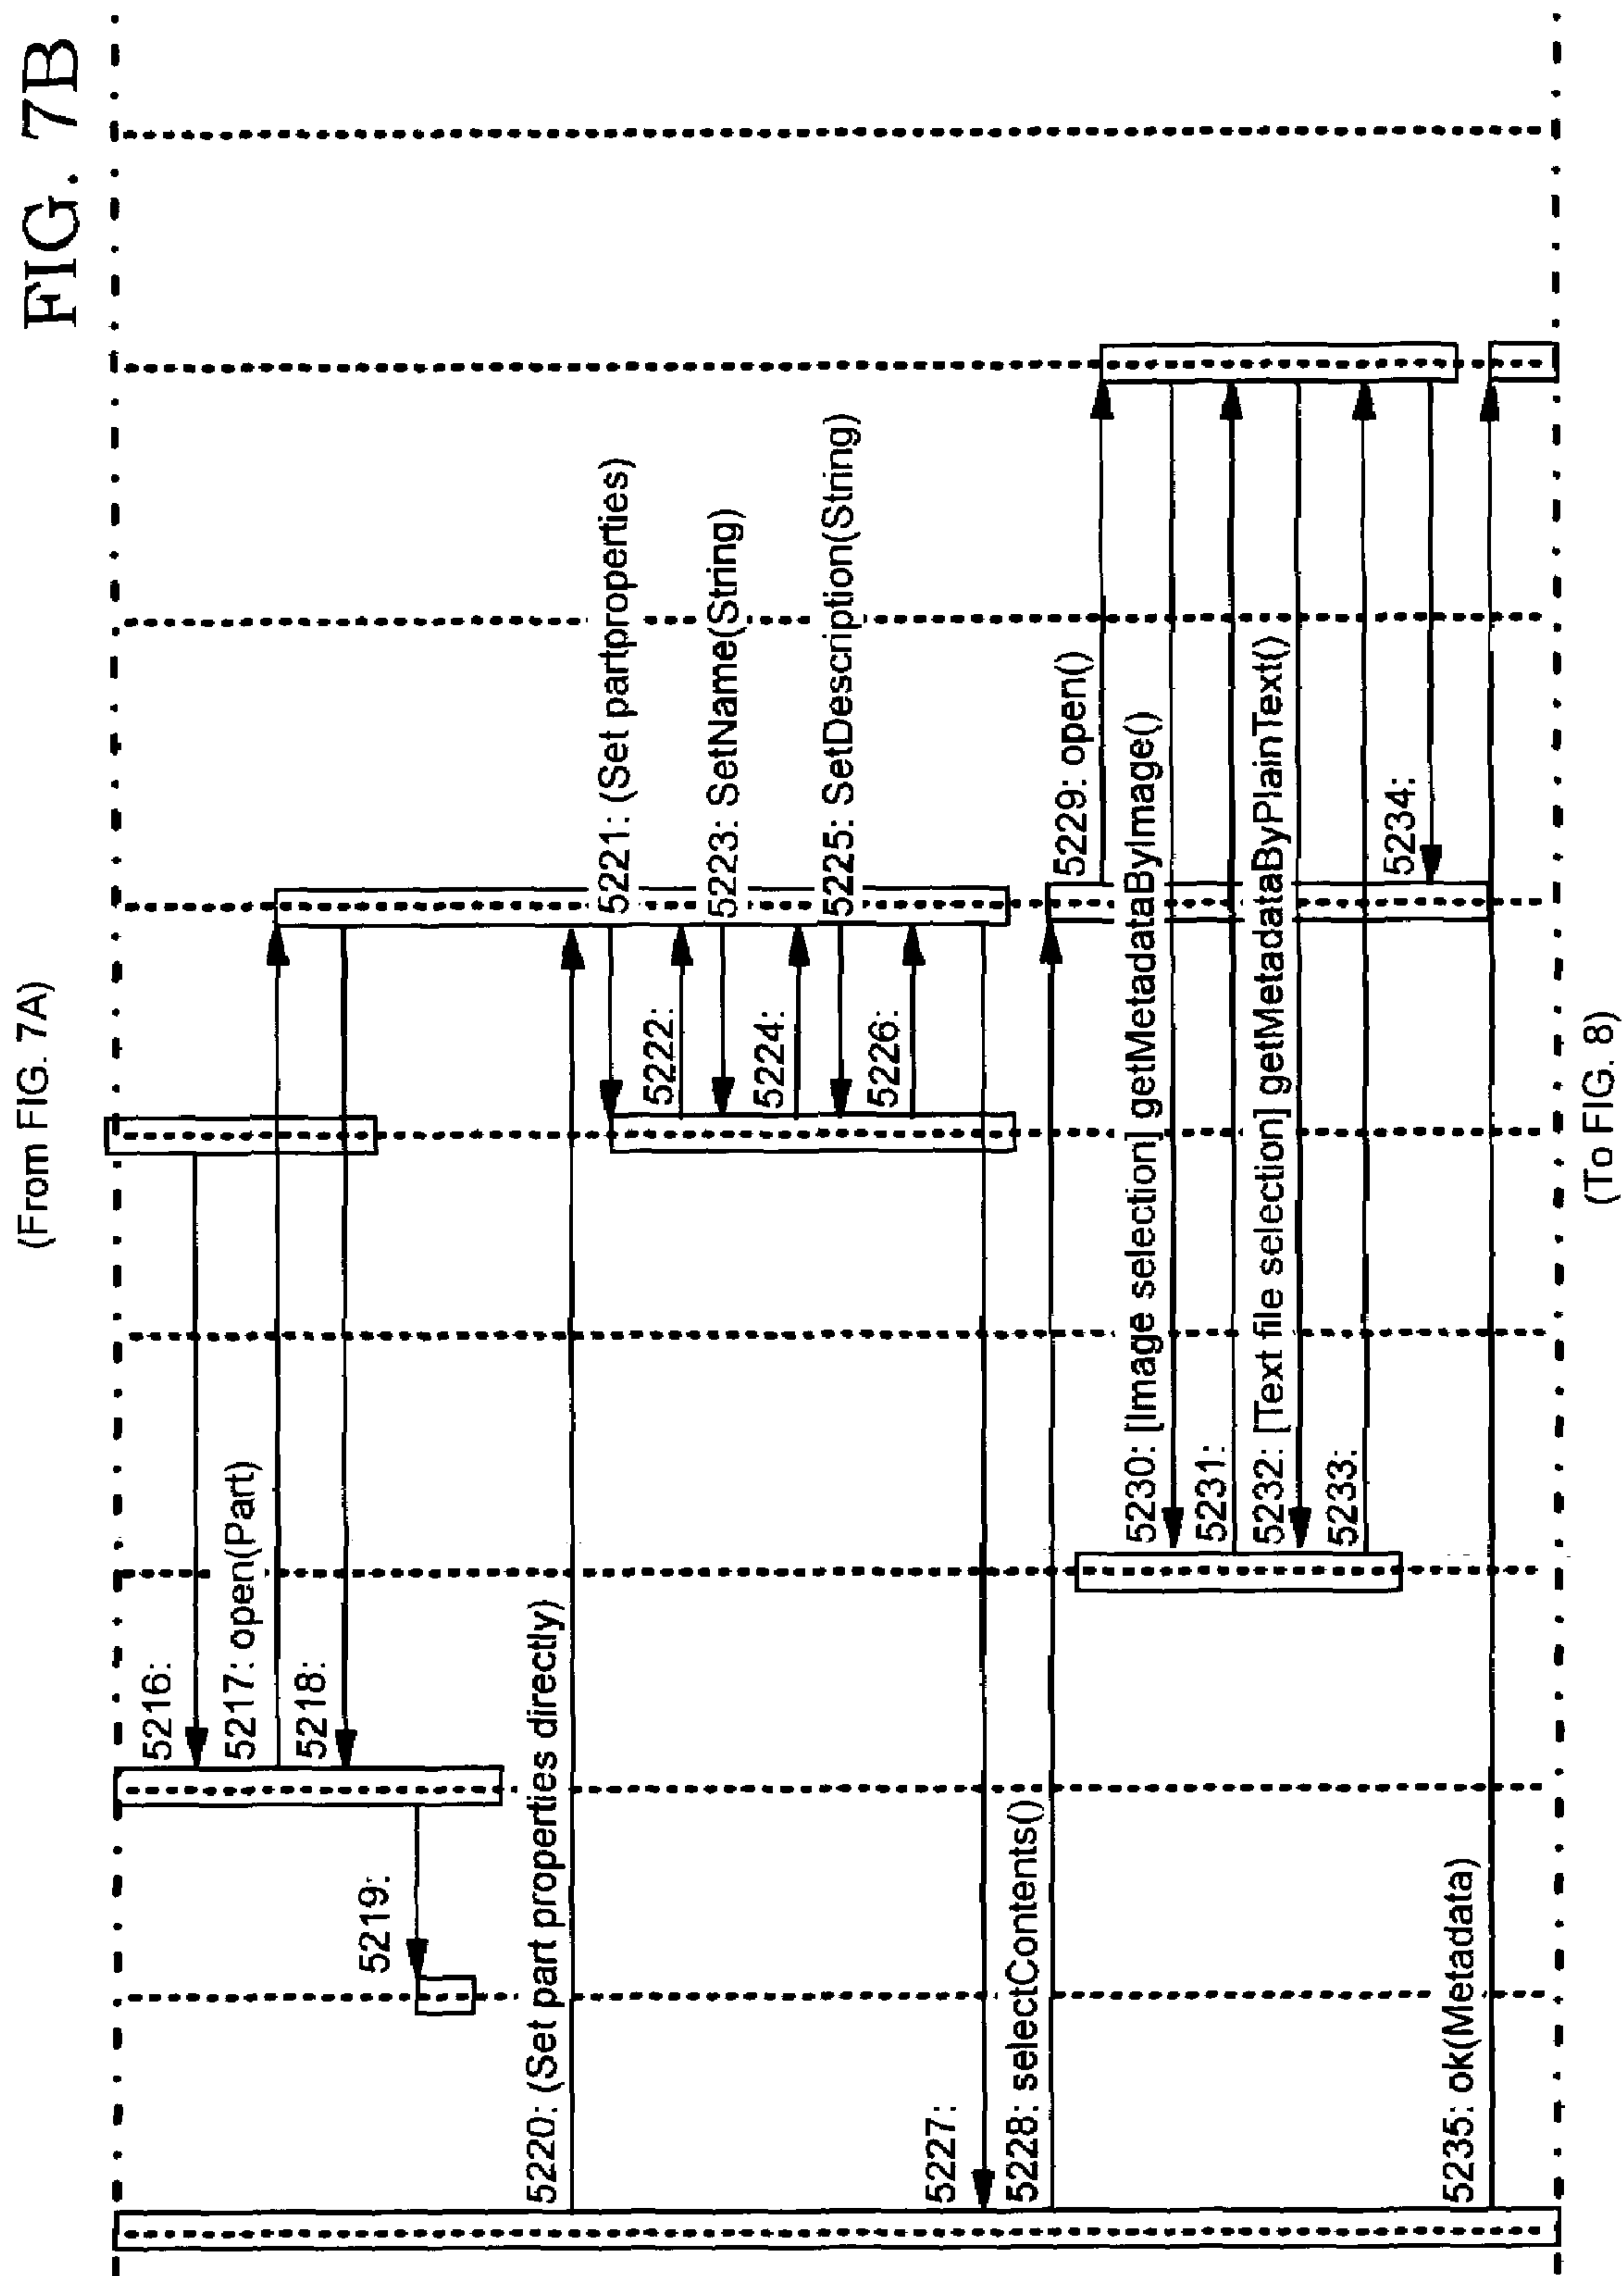 FIG. 7B
(From FIG. 7A)
5216:
5217: open(Part)
5218:
5219:
5220: (Set part properties directly)
5221: (Set partproperties)
5222:
5223: SetName(String)
5224:
5225: SetDescription(String)
5226:
5227:
5228: selectContents()
5229: open()
5230: [Image selection] getMetadataByImage()
5231:
5232: [Text file selection] getMetadataByPlainText()
5233:
5234:
5235: ok(Metadata)
(To FIG. 8)